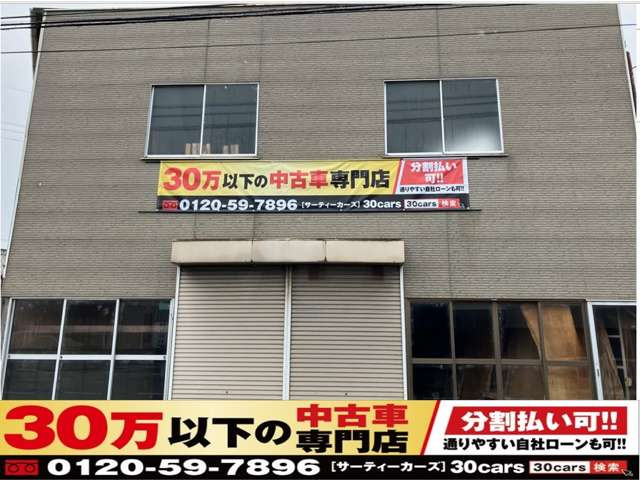 30万以下の中古車専門店
分割払い
可!!
通りやすい自社ローンも可!!
0120-59-7896 [サーティーカーズ] 30cars 30cars 検索
30万以下の中古車専門店
分割払い可!!
通りやすい自社ローンも可!!
0120-59-7896 [サーティーカーズ] 30cars 30cars 検索